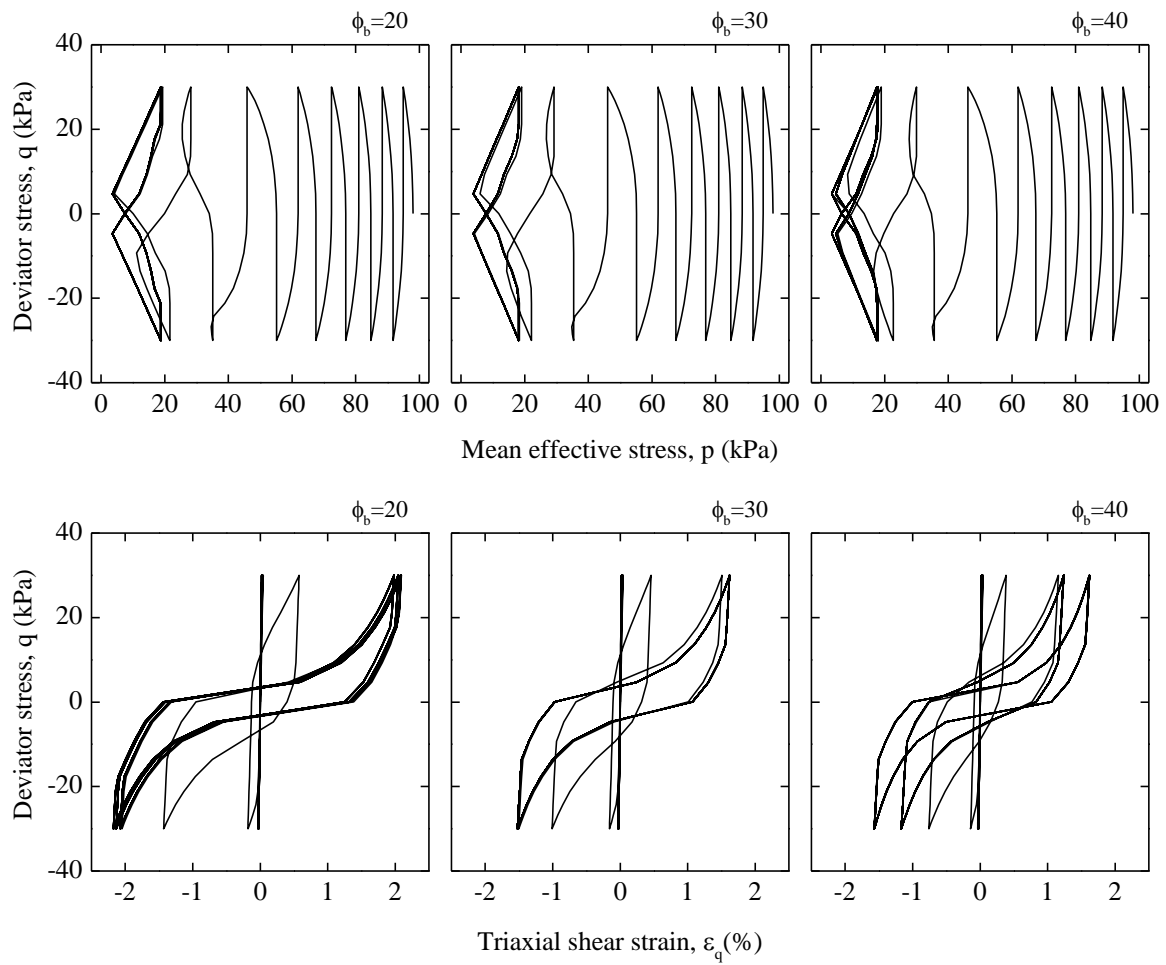 ϕb=20 ϕb=30 ϕb=40
40
20
0
-20
-40
Deviator stress, q (kPa)
0 20 40 60 80 100 0 20 40 60 80 100 0 20 40 60 80 100
Mean effective stress, p (kPa)
ϕb=20 ϕb=30 ϕb=40
40
20
0
-20
-40
Deviator stress, q (kPa)
-2 -1 0 1 2 -2 -1 0 1 2 -2 -1 0 1 2
Triaxial shear strain, εq(%)